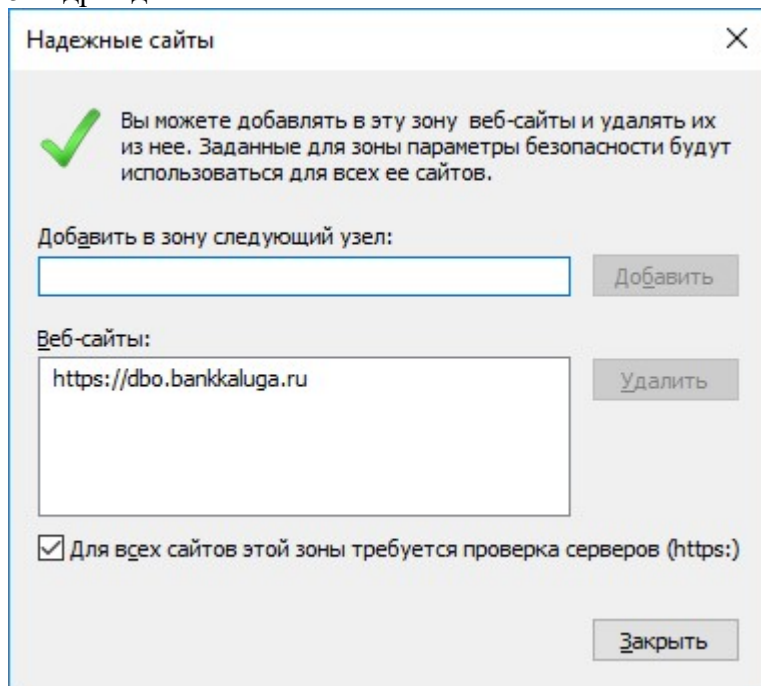 Надежные сайты
Вы можете добавлять в эту зону веб-сайты и удалять их
из нее. Заданные для зоны параметры безопасности будут
использоваться для всех ее сайтов.
Добавить в зону следующий узел:
Добавить
Веб-сайты:
https://dbo.bankkaluga.ru
Удалить
Для всех сайтов этой зоны требуется проверка серверов (https:)
Закрыть